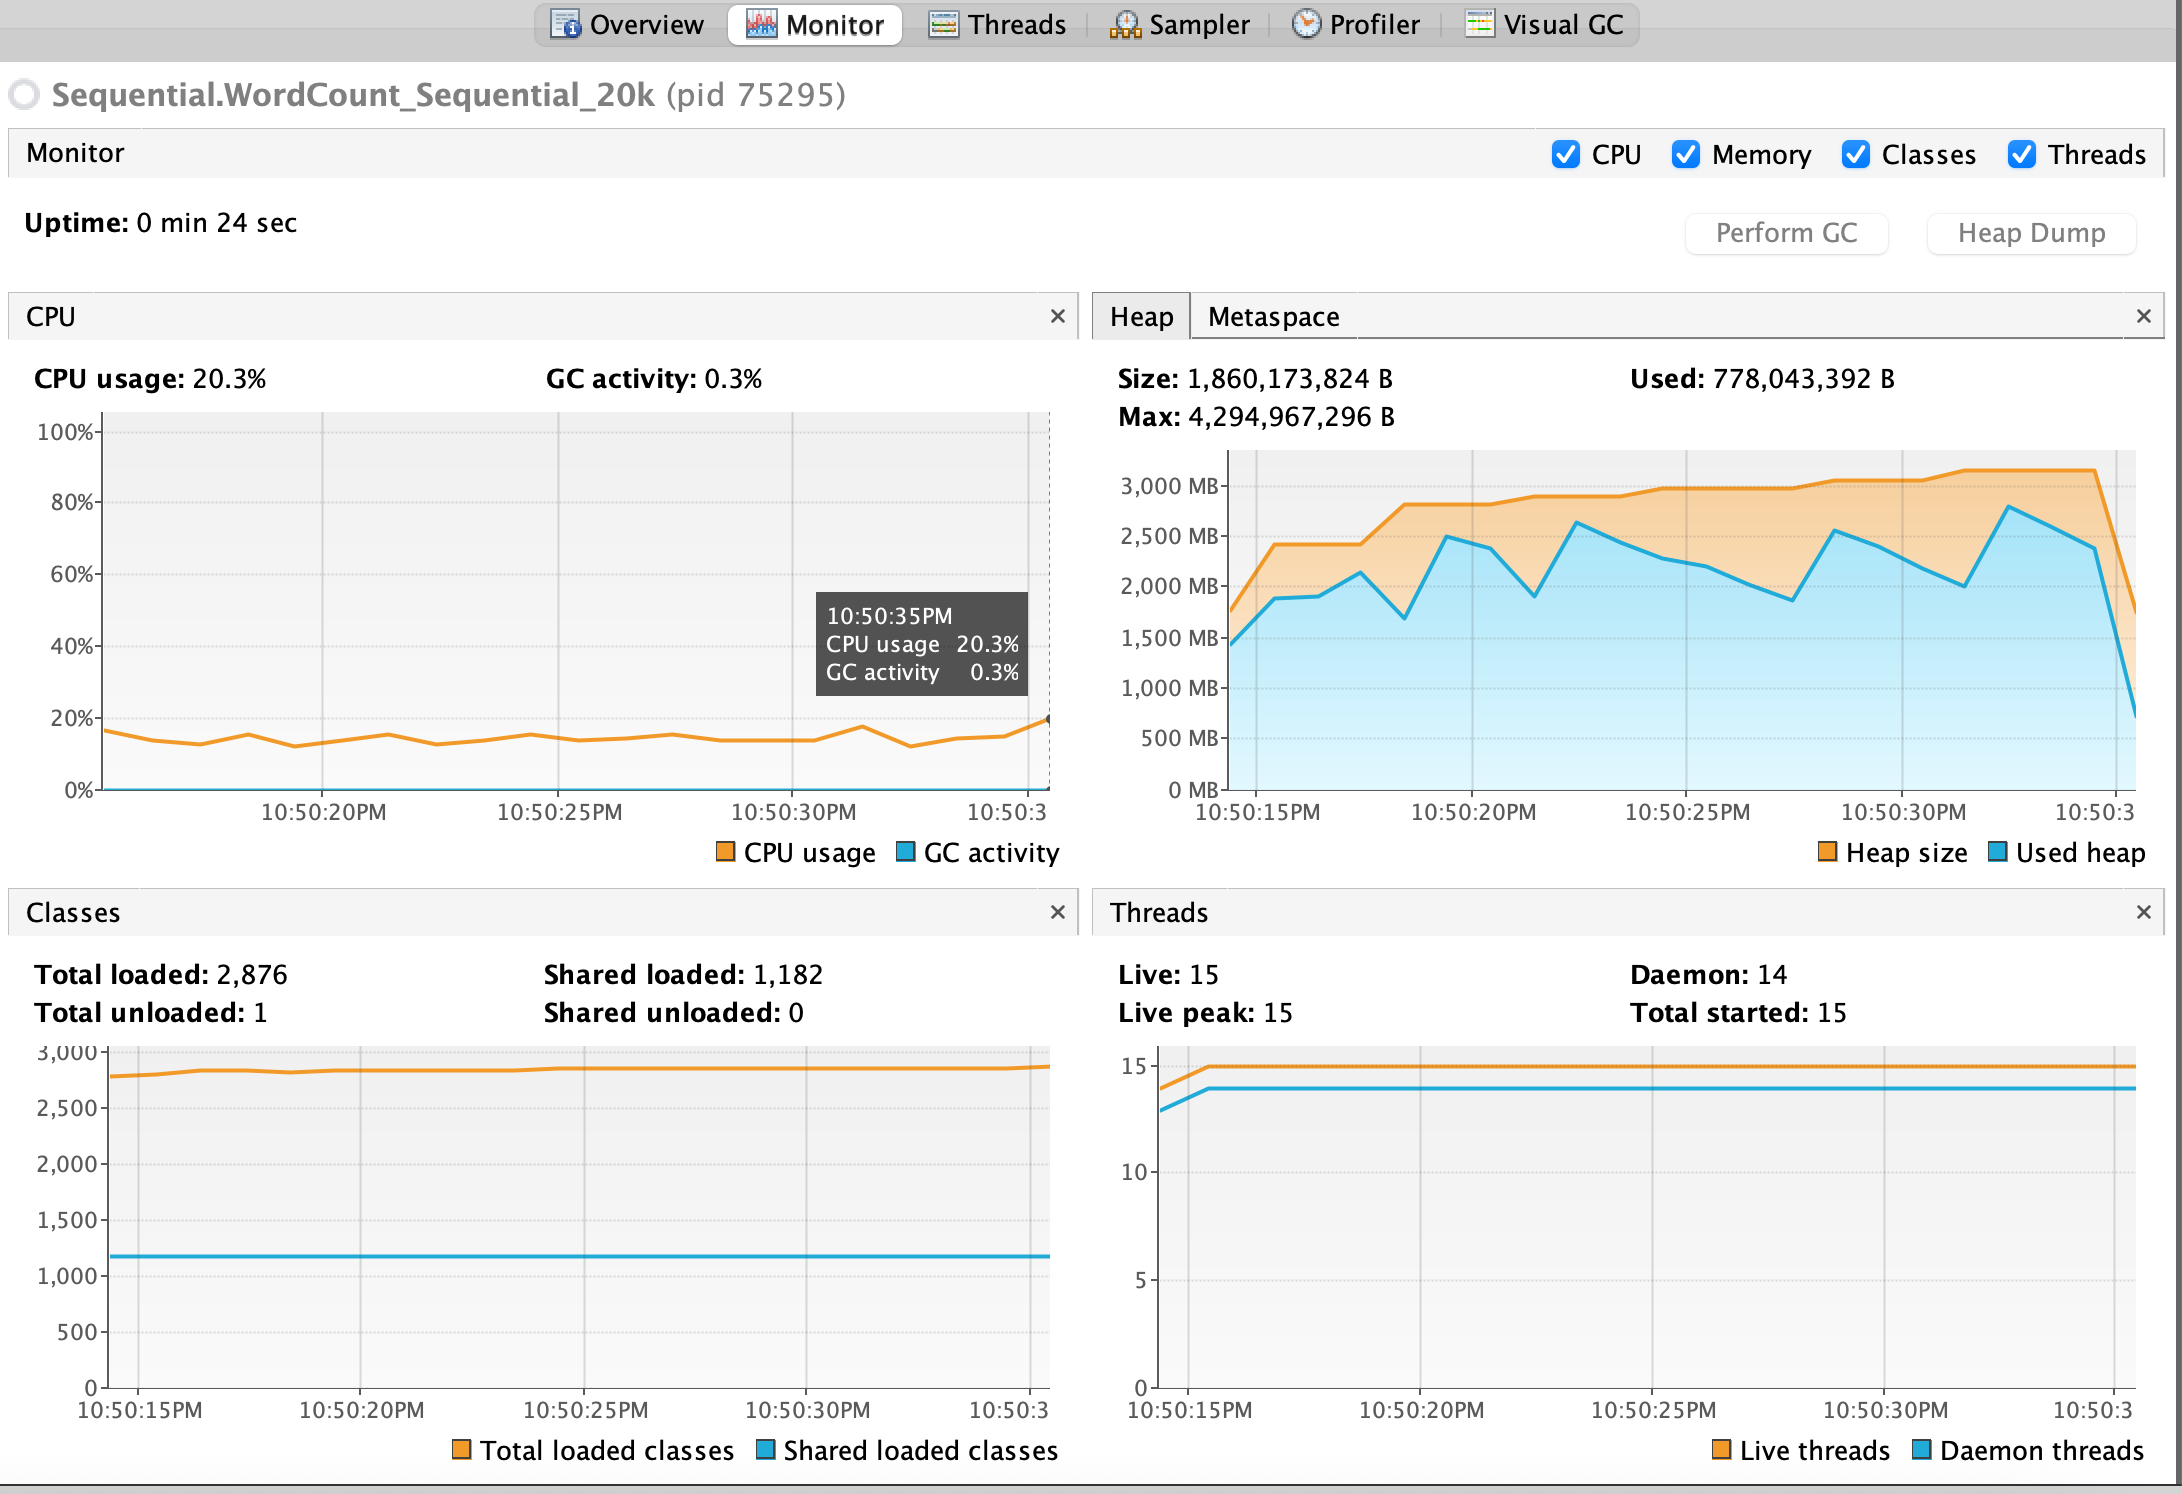 Overview Monitor Threads Sampler Profiler Visual GC
Sequential.WordCount_Sequential_20k (pid 75295)
Monitor CPU Memory Classes Threads
Uptime: 0 min 24 sec
Perform GC Heap Dump
CPU
CPU usage: 20.3% GC activity: 0.3%
100%
80%
60%
40%
20%
0%
10:50:35PM
CPU usage 20.3%
GC activity 0.3%
10:50:20PM 10:50:25PM 10:50:30PM 10:50:3
CPU usage GC activity
Heap Metaspace
Size: 1,860,173,824 B Used: 778,043,392 B
Max: 4,294,967,296 B
3,000 MB
2,500 MB
2,000 MB
1,500 MB
1,000 MB
500 MB
0 MB
10:50:15PM 10:50:20PM 10:50:25PM 10:50:30PM 10:50:3
Heap size Used heap
Classes
Total loaded: 2,876 Shared loaded: 1,182
Total unloaded: 1 Shared unloaded: 0
3,000
2,500
2,000
1,500
1,000
500
0
10:50:15PM 10:50:20PM 10:50:25PM 10:50:30PM 10:50:3
Total loaded classes Shared loaded classes
Threads
Live: 15 Daemon: 14
Live peak: 15 Total started: 15
15
10
5
0
10:50:15PM 10:50:20PM 10:50:25PM 10:50:30PM 10:50:3
Live threads Daemon threads